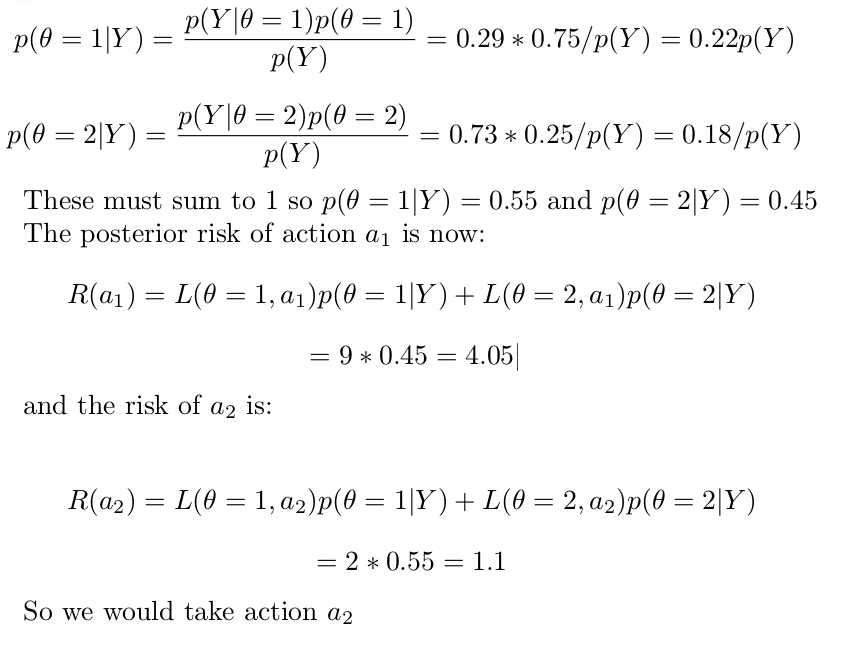 p(θ = 1|Y) = p(Y|θ = 1)p(θ = 1) / p(Y) = 0.29 ∗ 0.75/p(Y) = 0.22p(Y)
p(θ = 2|Y) = p(Y|θ = 2)p(θ = 2) / p(Y) = 0.73 ∗ 0.25/p(Y) = 0.18/p(Y)
These must sum to 1 so p(θ = 1|Y) = 0.55 and p(θ = 2|Y) = 0.45
The posterior risk of action a₁ is now:
R(a₁) = L(θ = 1, a₁)p(θ = 1|Y) + L(θ = 2, a₁)p(θ = 2|Y)
= 9 ∗ 0.45 = 4.05|
and the risk of a₂ is:
R(a₂) = L(θ = 1, a₂)p(θ = 1|Y) + L(θ = 2, a₂)p(θ = 2|Y)
= 2 ∗ 0.55 = 1.1
So we would take action a₂